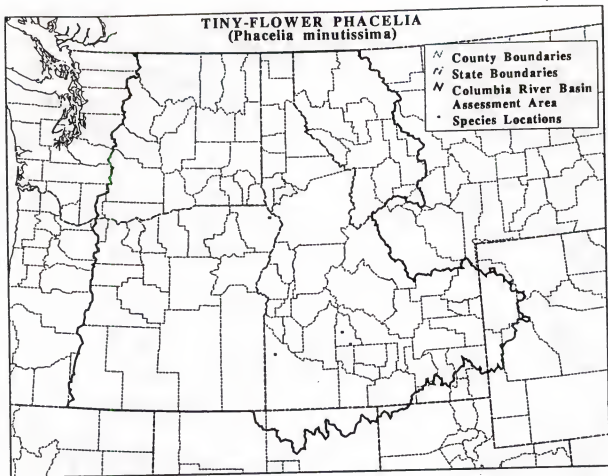 TINY-FLOWER PHACELIA
(Phacelia minutissima)
County Boundaries
State Boundaries
Columbia River Basin
Assessment Area
Species Locations